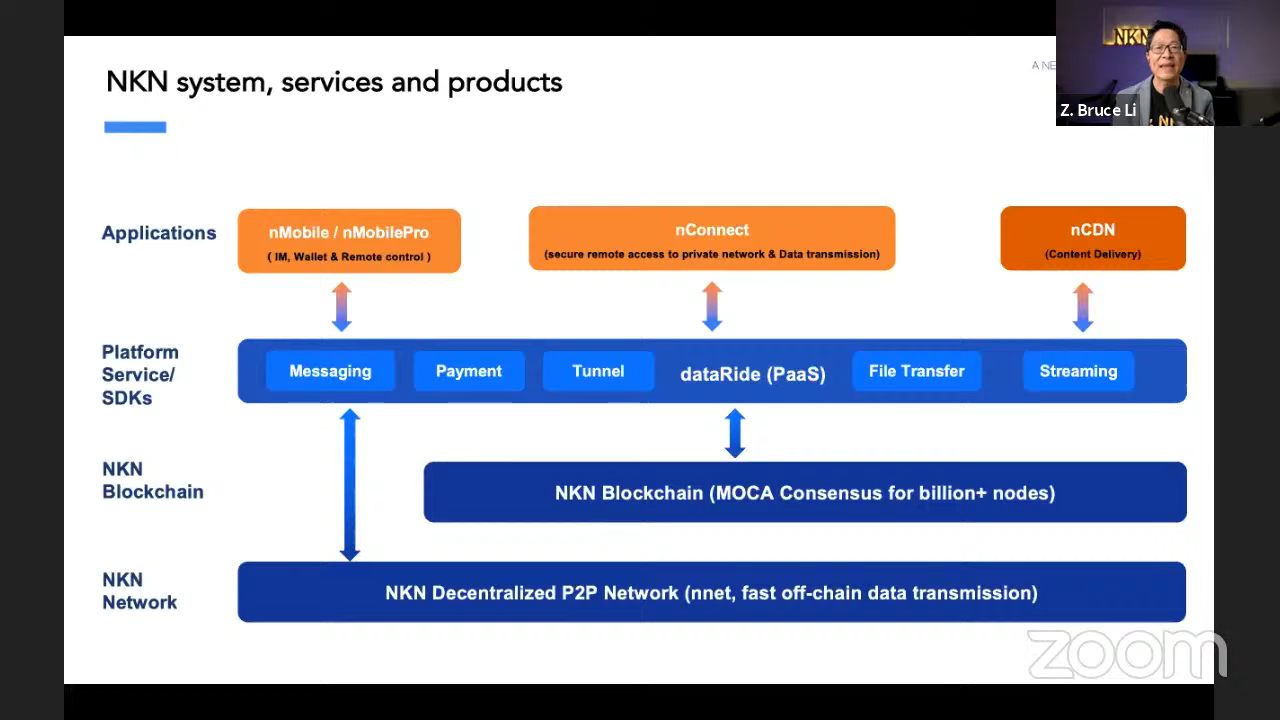 NKN system, services and products
A NE
NKN
Z. Bruce Li
Applications
nMobile / nMobilePro
( IM, Wallet & Remote control )
nConnect
(secure remote access to private network & Data transmission)
nCDN
(Content Delivery)
Platform
Service/
SDKs
Messaging
Payment
Tunnel
dataRide (PaaS)
File Transfer
Streaming
NKN
Blockchain
NKN Blockchain (MOCA Consensus for billion+ nodes)
NKN
Network
NKN Decentralized P2P Network (nnet, fast off-chain data transmission)
zoom